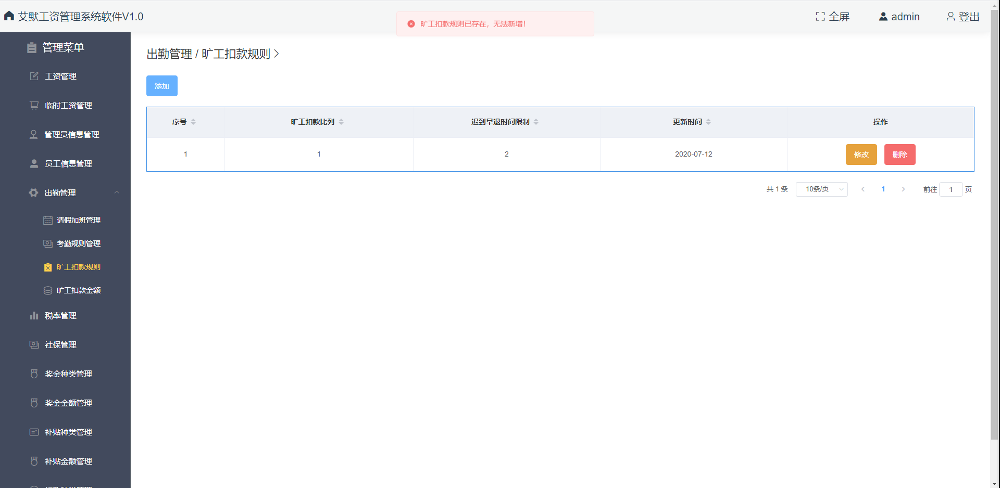 艾默工资管理系统软件V1.0
旷工扣款规则已存在，无法新增！
全屏
admin
登出
管理菜单
工资管理
临时工资管理
管理员信息管理
员工信息管理
出勤管理
请假加班管理
考勤规则管理
旷工扣款规则
旷工扣款金额
税率管理
社保管理
奖金种类管理
奖金金额管理
补贴种类管理
补贴金额管理
出勤管理 / 旷工扣款规则
添加
序号 旷工扣款比列 迟到早退时间限制 更新时间 操作
1 1 2 2020-07-12 修改 删除
共 1 条 10条/页 1 前往 1 页